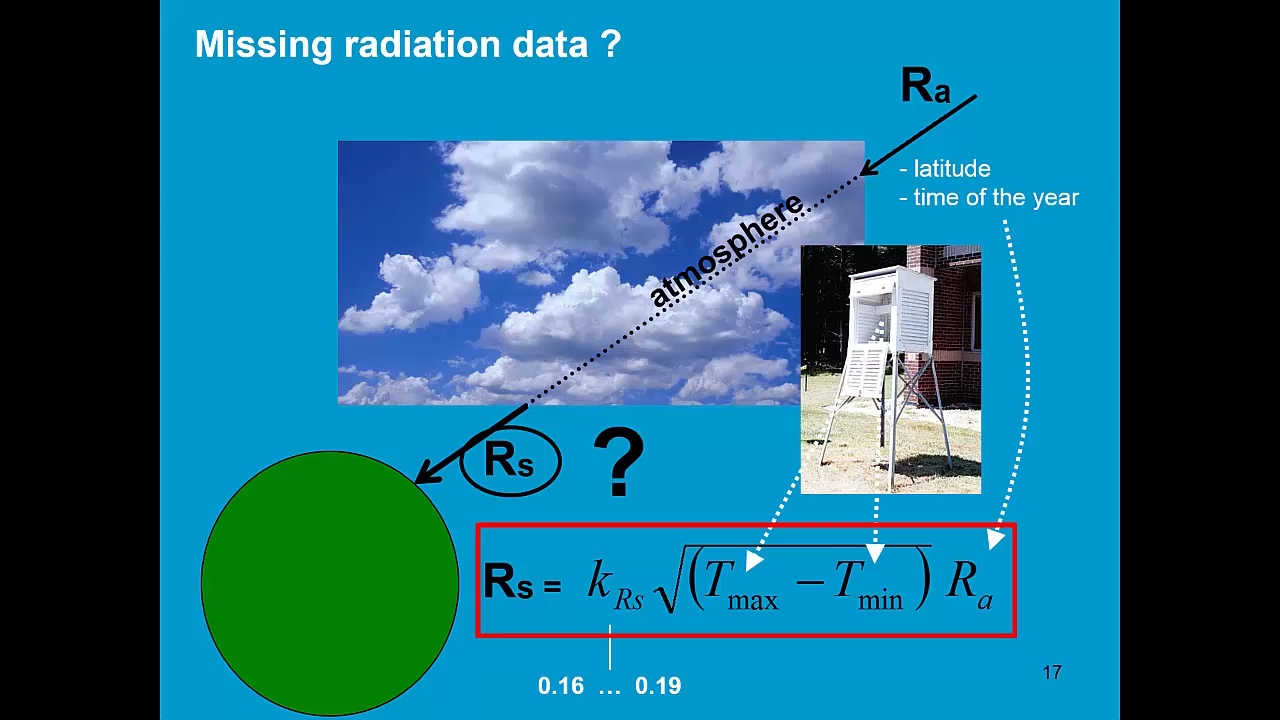 Missing radiation data ?
Ra
- latitude
- time of the year
atmosphere
Rs ?
Rs = k_Rs √(T_max − T_min) R_a
0.16 … 0.19
17